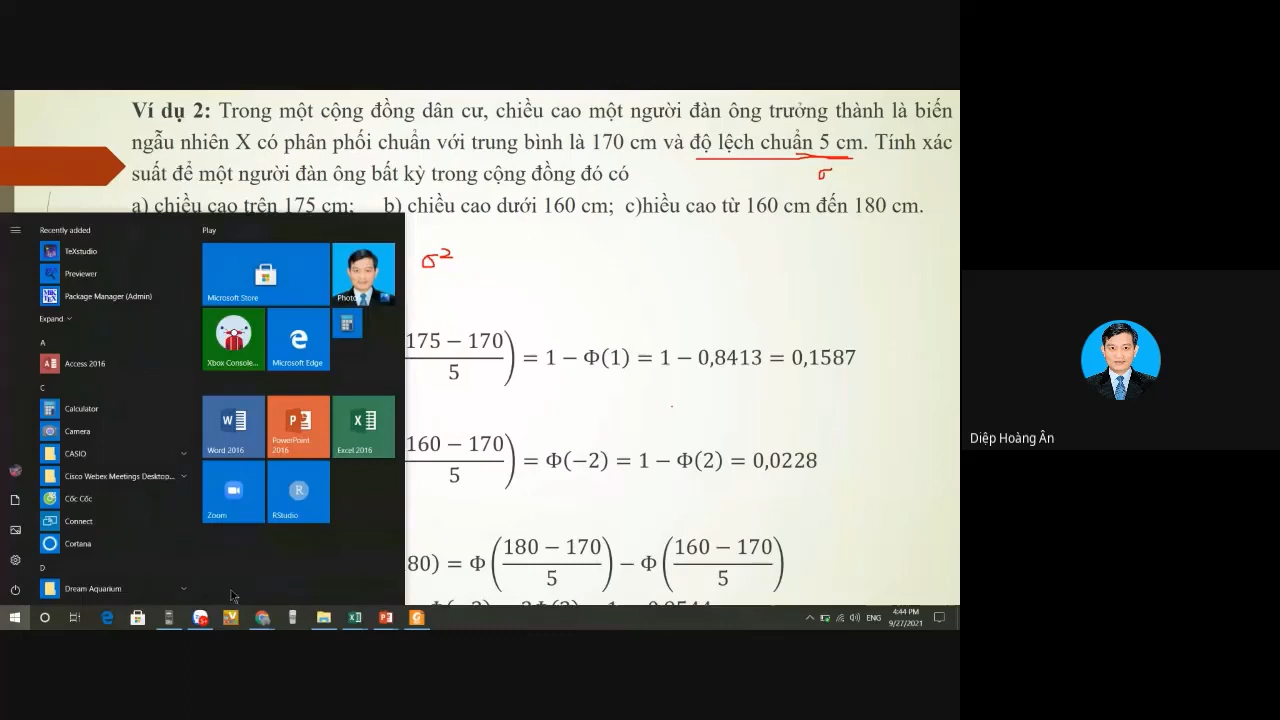 Ví dụ 2: Trong một cộng đồng dân cư, chiều cao một người đàn ông trưởng thành là biến
ngẫu nhiên X có phân phối chuẩn với trung bình là 170 cm và độ lệch chuẩn 5 cm. Tính xác
suất để một người đàn ông bất kỳ trong cộng đồng đó có
σ
a) chiều cao trên 175 cm; b) chiều cao dưới 160 cm; c)hiều cao từ 160 cm đến 180 cm.
σ²
175 − 170
5
) = 1 − Φ(1) = 1 − 0,8413 = 0,1587
160 − 170
5
) = Φ(−2) = 1 − Φ(2) = 0,0228
80) = Φ(180 − 170 / 5) − Φ(160 − 170 / 5)
Recently added
TeXstudio
Previewer
Package Manager (Admin)
Expand
A
Access 2016
C
Calculator
Camera
CASIO
Cisco Webex Meetings Desktop...
Cốc Cốc
Connect
Cortana
D
Dream Aquarium
Play
Microsoft Store
Photos
Xbox Console...
Microsoft Edge
Word 2016
PowerPoint 2016
Excel 2016
Zoom
RStudio
ENG
4:44 PM
9/27/2021
Diệp Hoàng Ân